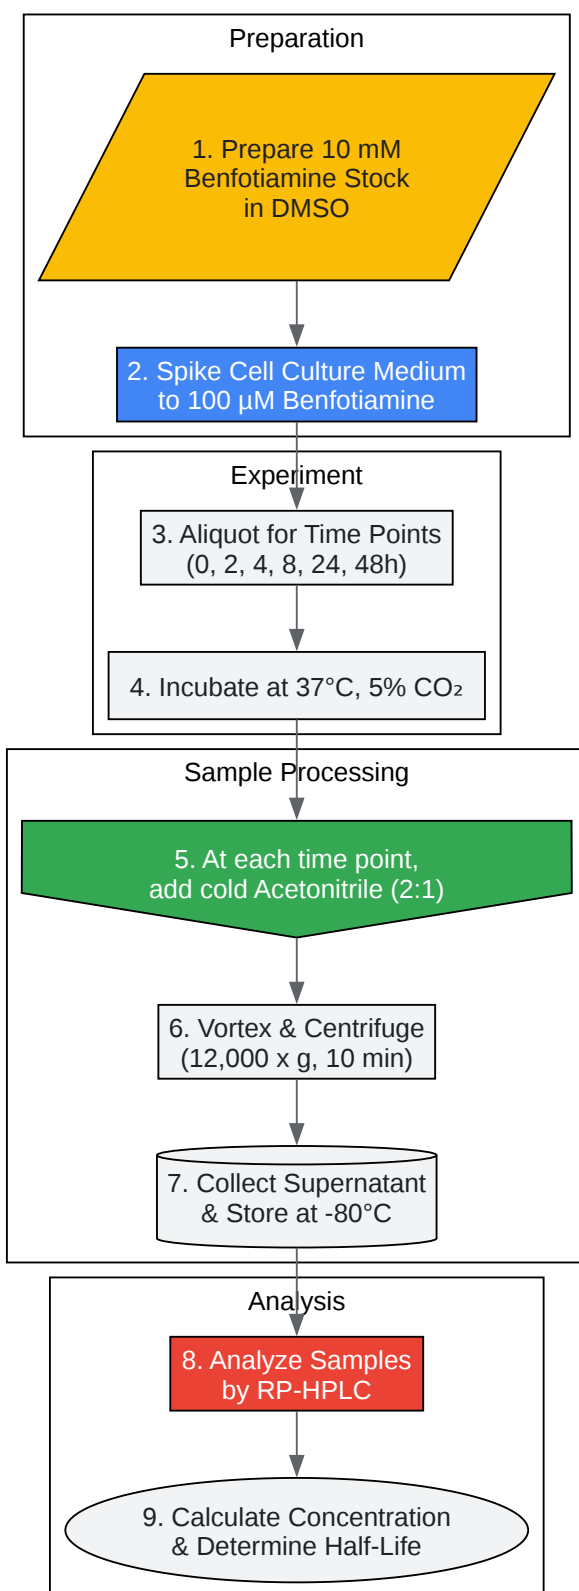 Preparation
1. Prepare 10 mM
Benfotiamine Stock
in DMSO
2. Spike Cell Culture Medium
to 100 µM Benfotiamine
Experiment
3. Aliquot for Time Points
(0, 2, 4, 8, 24, 48h)
4. Incubate at 37°C, 5% CO₂
Sample Processing
5. At each time point,
add cold Acetonitrile (2:1)
6. Vortex & Centrifuge
(12,000 x g, 10 min)
7. Collect Supernatant
& Store at -80°C
Analysis
8. Analyze Samples
by RP-HPLC
9. Calculate Concentration
& Determine Half-Life